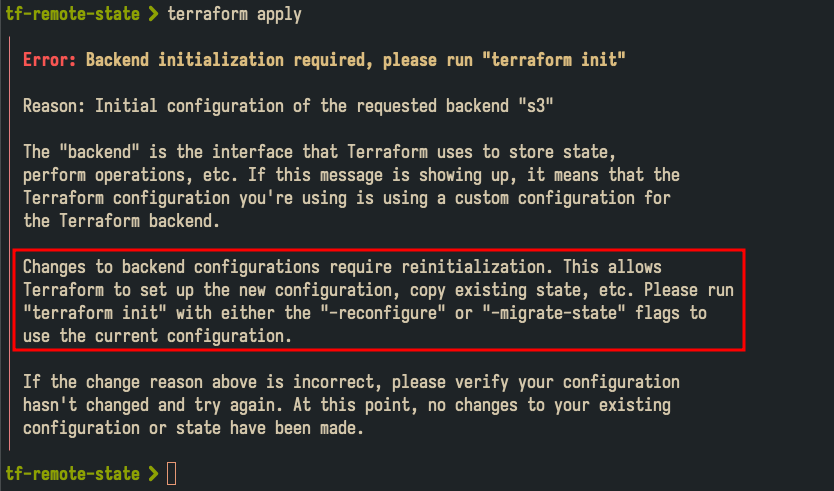 tf-remote-state > terraform apply
Error: Backend initialization required, please run "terraform init"
Reason: Initial configuration of the requested backend "s3"
The "backend" is the interface that Terraform uses to store state,
perform operations, etc. If this message is showing up, it means that the
Terraform configuration you're using is using a custom configuration for
the Terraform backend.
Changes to backend configurations require reinitialization. This allows
Terraform to set up the new configuration, copy existing state, etc. Please run
"terraform init" with either the "-reconfigure" or "-migrate-state" flags to
use the current configuration.
If the change reason above is incorrect, please verify your configuration
hasn't changed and try again. At this point, no changes to your existing
configuration or state have been made.
tf-remote-state >